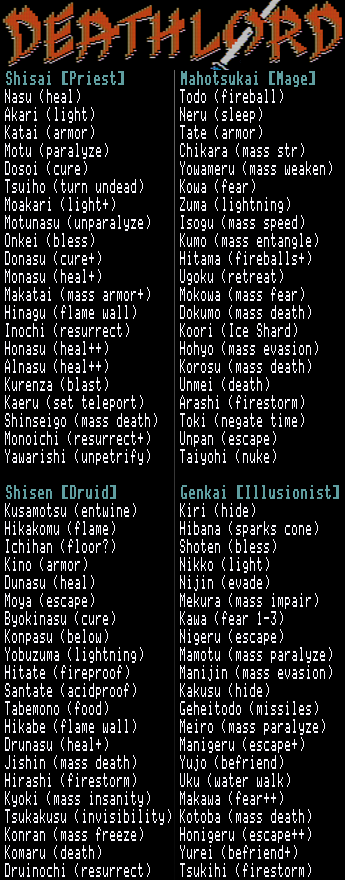 DEATHLORD
Shisai [Priest]
Nasu (heal)
Akari (light)
Katai (armor)
Motu (paralyze)
Dosoi (cure)
Tsuiho (turn undead)
Moakari (light+)
Motunasu (unparalyze)
Onkei (bless)
Donasu (cure+)
Monasu (heal+)
Makatai (mass armor+)
Hinagu (flame wall)
Inochi (resurrect)
Honasu (heal++)
Alnasu (heal++)
Kurenza (blast)
Kaeru (set teleport)
Shinseigo (mass death)
Monoichi (resurrect+)
Yawarishi (unpetrify)
Mahotsukai [Mage]
Todo (fireball)
Neru (sleep)
Tate (armor)
Chikara (mass str)
Yowameru (mass weaken)
Kowa (fear)
Zuma (lightning)
Isogu (mass speed)
Kumo (mass entangle)
Hitama (fireballs+)
Ugoku (retreat)
Mokowa (mass fear)
Dokumo (mass death)
Koori (Ice Shard)
Hohyo (mass evasion)
Korosu (mass death)
Unmei (death)
Arashi (firestorm)
Toki (negate time)
Unpan (escape)
Taiyohi (nuke)
Shisen [Druid]
Kusamotsu (entwine)
Hikakomu (flame)
Ichihan (floor?)
Kino (armor)
Dunasu (heal)
Moya (escape)
Byokinasu (cure)
Konpasu (below)
Yobuzuma (lightning)
Hitate (fireproof)
Santate (acidproof)
Tabemono (food)
Hikabe (flame wall)
Drunasu (heal+)
Jishin (mass death)
Hirashi (firestorm)
Kyoki (mass insanity)
Tsukakusu (invisibility)
Konran (mass freeze)
Komaru (death)
Druinochi (resurrect)
Genkai [Illusionist]
Kiri (hide)
Hibana (sparks cone)
Shoten (bless)
Nikko (light)
Nijin (evade)
Mekura (mass impair)
Kawa (fear 1-3)
Nigeru (escape)
Mamotu (mass paralyze)
Manijin (mass evasion)
Kakusu (hide)
Geheitodo (missiles)
Meiro (mass paralyze)
Manigeru (escape+)
Yujo (befriend)
Uku (water walk)
Makawa (fear++)
Kotoba (mass death)
Honigeru (escape++)
Yurei (befriend+)
Tsukihi (firestorm)